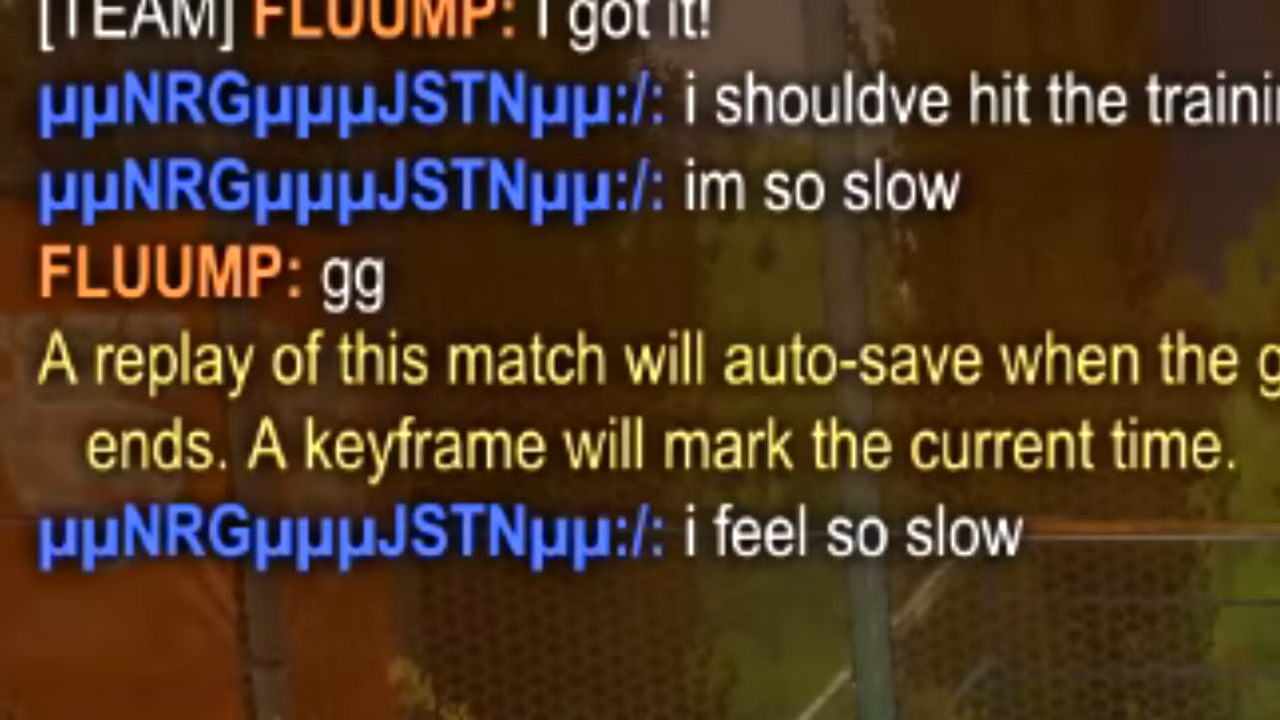 [TEAM] FLUUMP: I got it!
µµNRGµµµJSTNµµ:/: i shouldve hit the
µµNRGµµµJSTNµµ:/: im so slow
FLUUMP: gg
A replay of this match will auto-save when the
ends. A keyframe will mark the current time.
µµNRGµµµJSTNµµ:/: i feel so slow